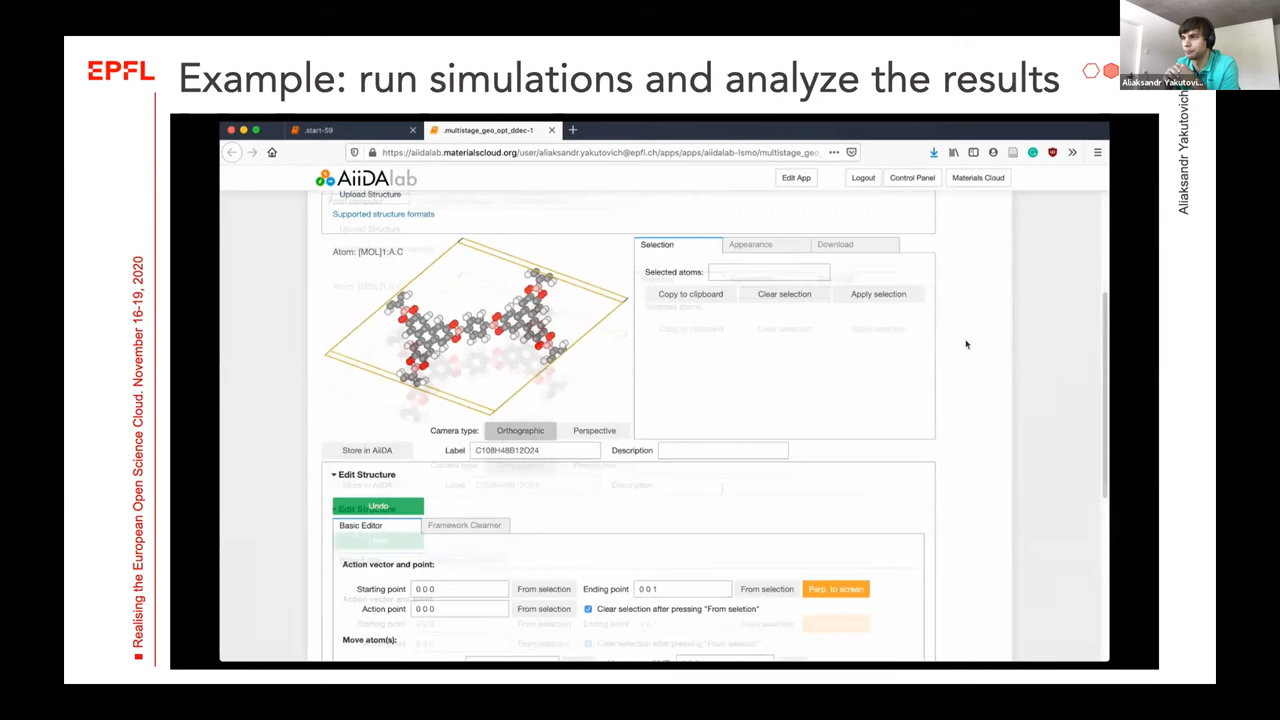 EPFL
Example: run simulations and analyze the results
Aliaksandr Yakutovi...
Aliaksandr Yakutovich
Realising the European Open Science Cloud. November 16-19, 2020
.start-59
.multistage_geo_opt_ddec-1
https://aiidalab.materialscloud.org/user/aliaksandr.yakutovich@epfl.ch/apps/apps/aiidalab-lsmo/multistage_geo_
AiiDAlab
Edit App
Logout
Control Panel
Materials Cloud
Upload Structure
Supported structure formats
Atom: [MOL]1:A.C
Selection
Appearance
Download
Selected atoms:
Copy to clipboard
Clear selection
Apply selection
Camera type:
Orthographic
Perspective
Store in AiiDA
Label
C108H48B12O24
Description
Edit Structure
Undo
Basic Editor
Framework Clearner
Action vector and point:
Starting point
0 0 0
From selection
Ending point
0 0 1
From selection
Perp. to screen
Action point
0 0 0
From selection
Clear selection after pressing "From seletion"
Move atom(s):